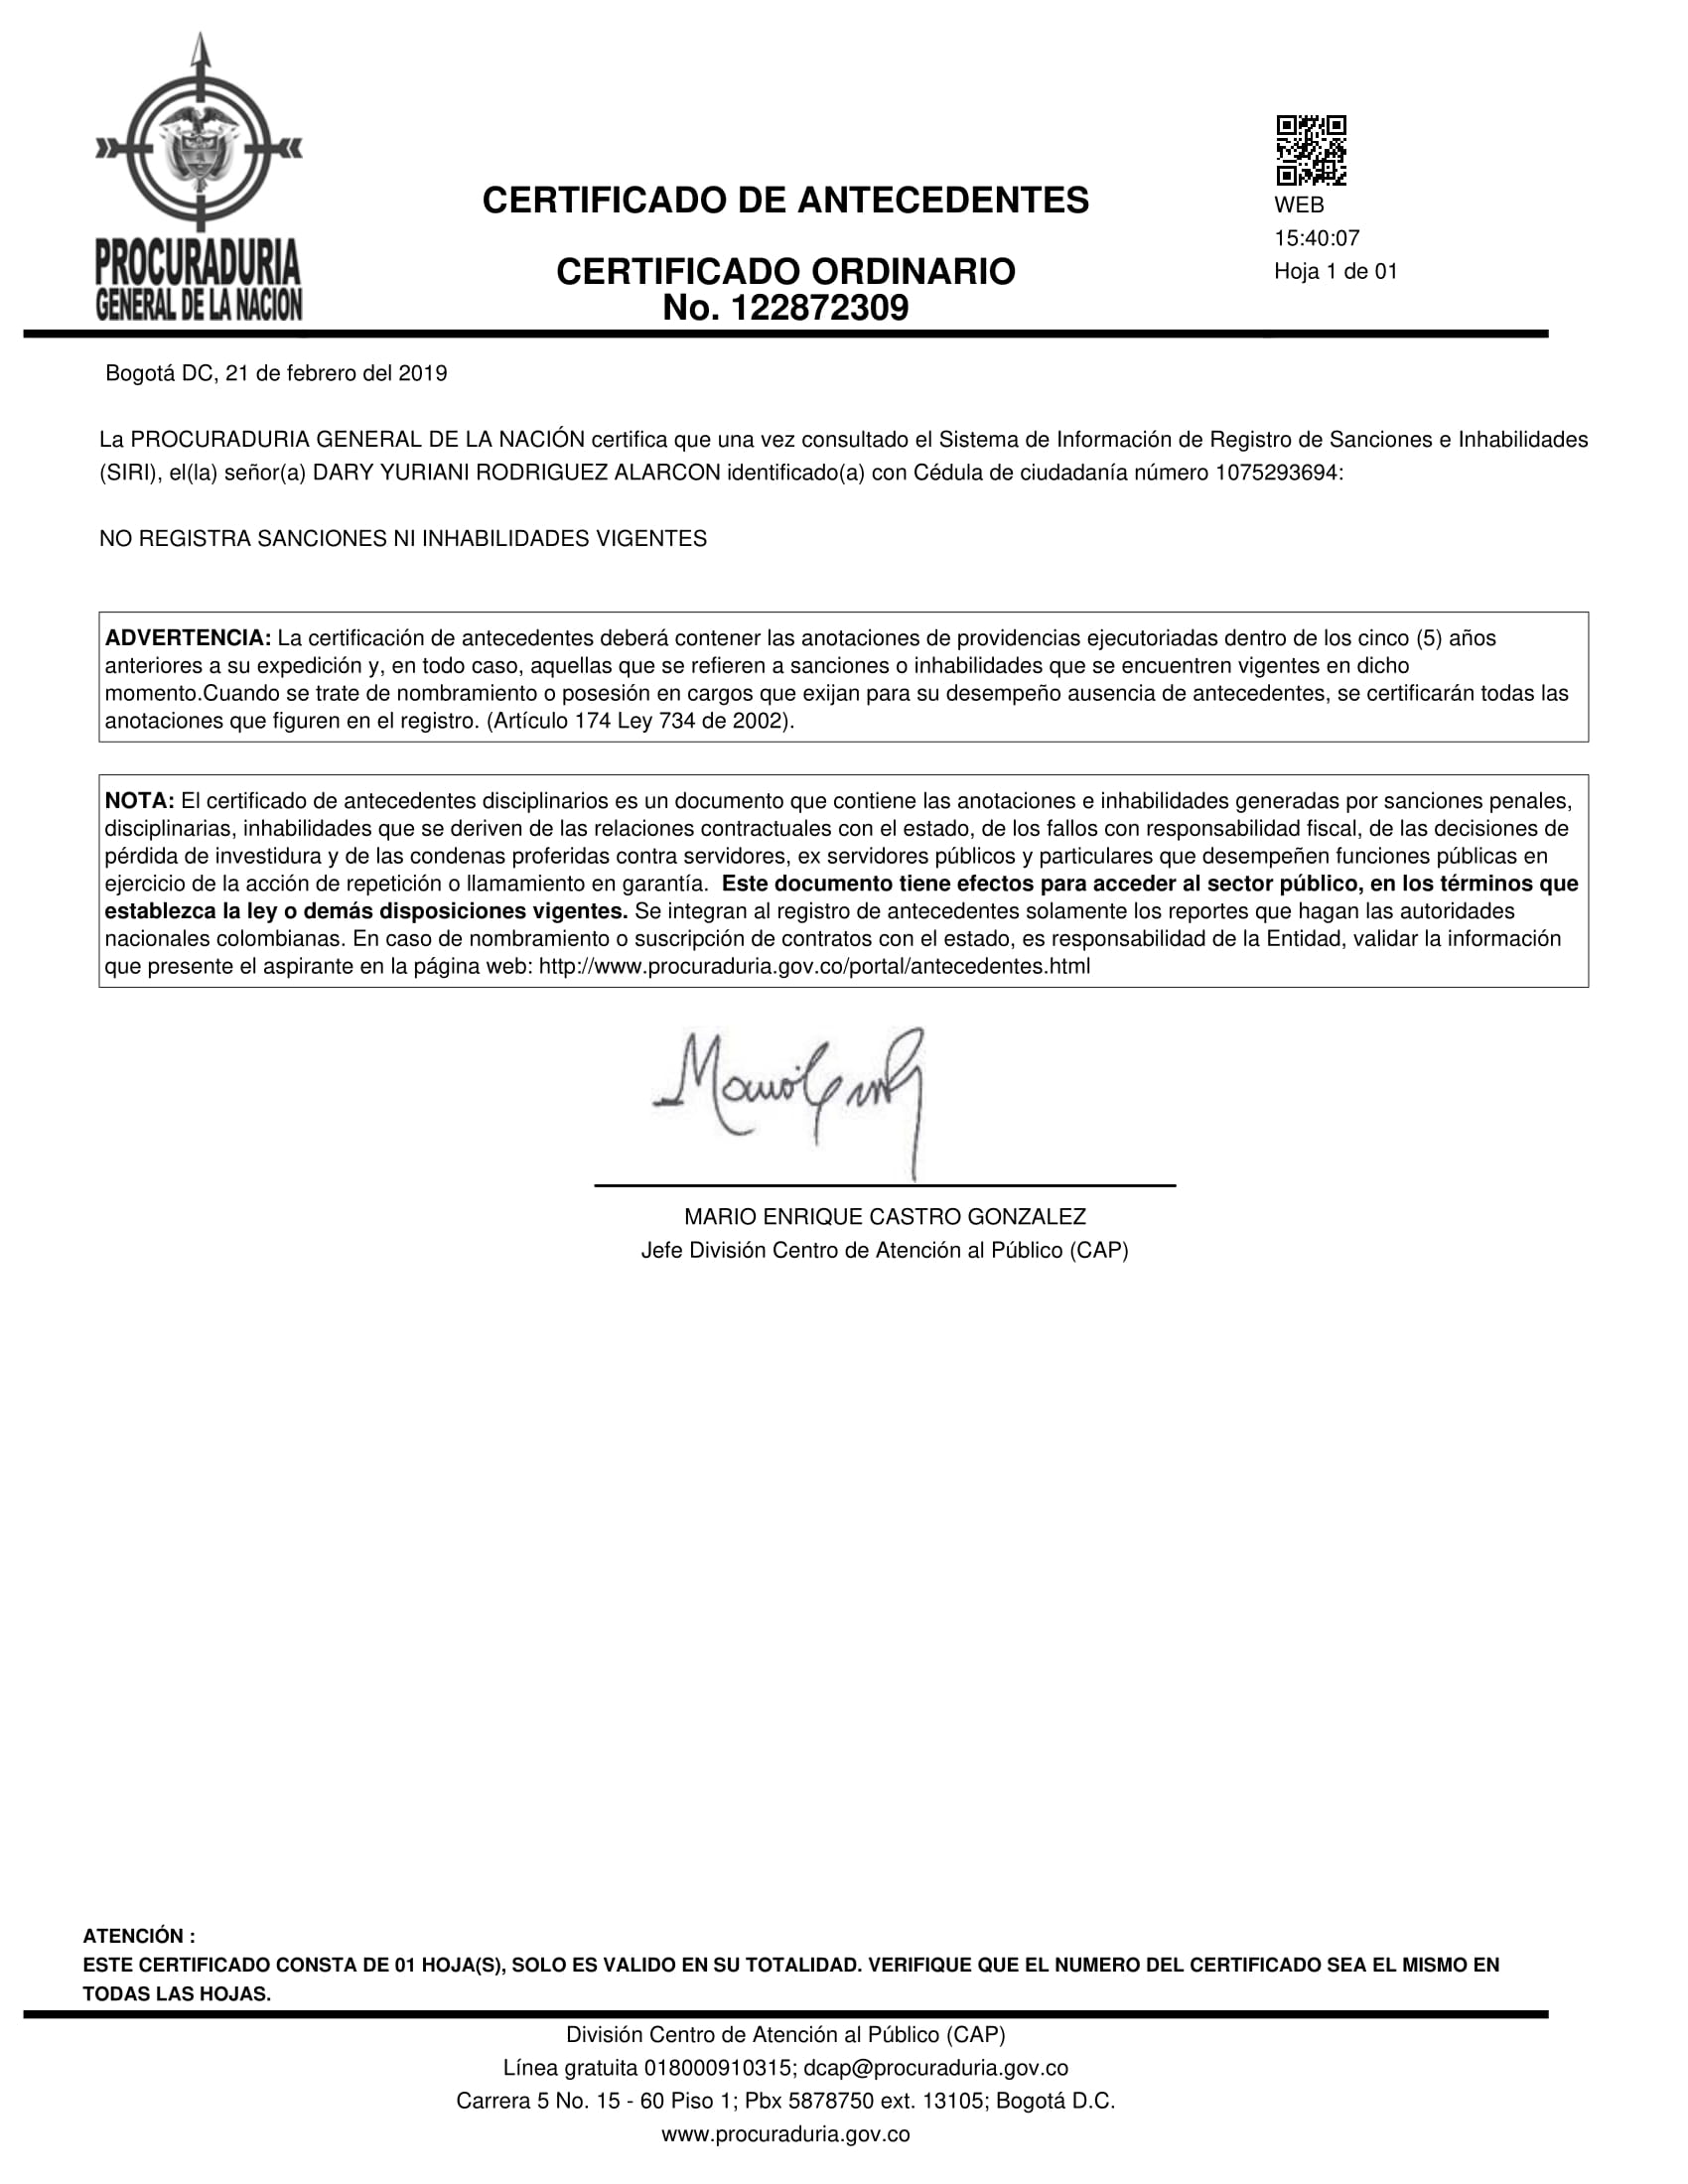 PROCURADURIA
GENERAL DE LA NACION
CERTIFICADO DE ANTECEDENTES
CERTIFICADO ORDINARIO
No. 122872309
WEB
15:40:07
Hoja 1 de 01
Bogotá DC, 21 de febrero del 2019
La PROCURADURIA GENERAL DE LA NACIÓN certifica que una vez consultado el Sistema de Información de Registro de Sanciones e Inhabilidades
(SIRI), el(la) señor(a) DARY YURIANI RODRIGUEZ ALARCON identificado(a) con Cédula de ciudadanía número 1075293694:
NO REGISTRA SANCIONES NI INHABILIDADES VIGENTES
ADVERTENCIA: La certificación de antecedentes deberá contener las anotaciones de providencias ejecutoriadas dentro de los cinco (5) años
anteriores a su expedición y, en todo caso, aquellas que se refieren a sanciones o inhabilidades que se encuentren vigentes en dicho
momento.Cuando se trate de nombramiento o posesión en cargos que exijan para su desempeño ausencia de antecedentes, se certificarán todas las
anotaciones que figuren en el registro. (Artículo 174 Ley 734 de 2002).
NOTA: El certificado de antecedentes disciplinarios es un documento que contiene las anotaciones e inhabilidades generadas por sanciones penales,
disciplinarias, inhabilidades que se deriven de las relaciones contractuales con el estado, de los fallos con responsabilidad fiscal, de las decisiones de
pérdida de investidura y de las condenas proferidas contra servidores, ex servidores públicos y particulares que desempeñen funciones públicas en
ejercicio de la acción de repetición o llamamiento en garantía. Este documento tiene efectos para acceder al sector público, en los términos que
establezca la ley o demás disposiciones vigentes. Se integran al registro de antecedentes solamente los reportes que hagan las autoridades
nacionales colombianas. En caso de nombramiento o suscripción de contratos con el estado, es responsabilidad de la Entidad, validar la información
que presente el aspirante en la página web: http://www.procuraduria.gov.co/portal/antecedentes.html
MARIO ENRIQUE CASTRO GONZALEZ
Jefe División Centro de Atención al Público (CAP)
ATENCIÓN :
ESTE CERTIFICADO CONSTA DE 01 HOJA(S), SOLO ES VALIDO EN SU TOTALIDAD. VERIFIQUE QUE EL NUMERO DEL CERTIFICADO SEA EL MISMO EN
TODAS LAS HOJAS.
División Centro de Atención al Público (CAP)
Línea gratuita 018000910315; dcap@procuraduria.gov.co
Carrera 5 No. 15 - 60 Piso 1; Pbx 5878750 ext. 13105; Bogotá D.C.
www.procuraduria.gov.co